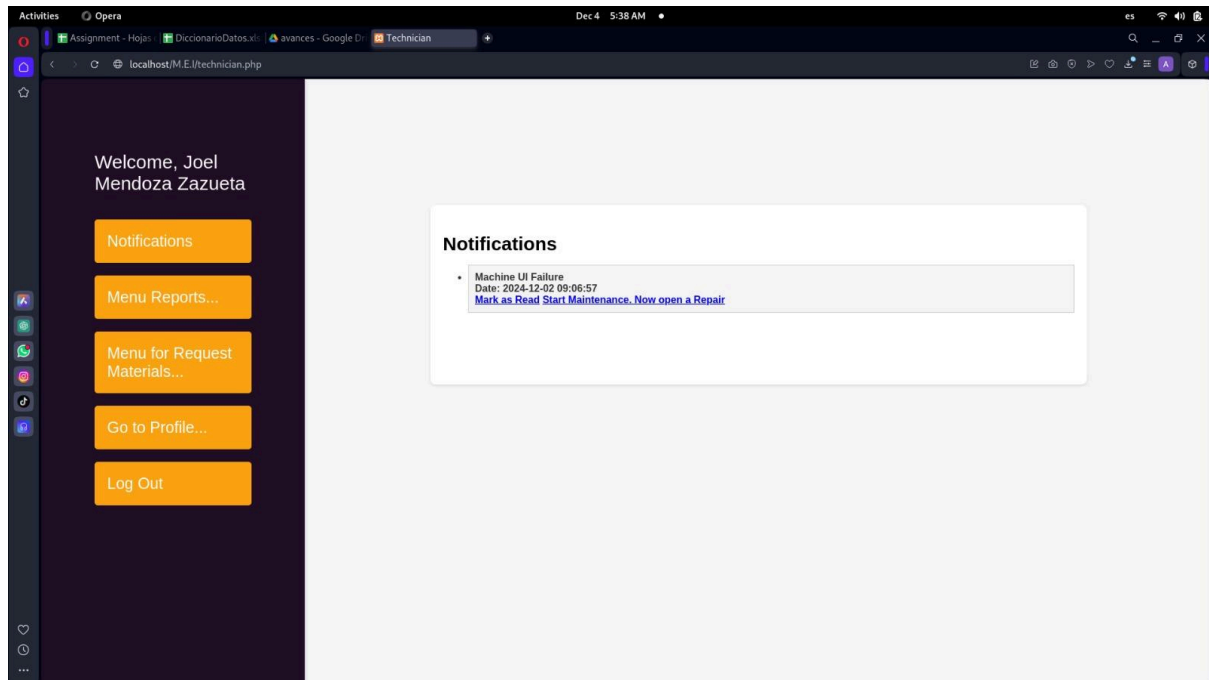 Activities Opera Dec 4 5:38 AM es
Assignment - Hojas DiccionarioDatos.xls avances - Google Dr Technician
localhost/M.E.I/technician.php
Welcome, Joel
Mendoza Zazueta
Notifications
Menu Reports...
Menu for Request
Materials...
Go to Profile...
Log Out
Notifications
Machine UI Failure
Date: 2024-12-02 09:06:57
Mark as Read Start Maintenance. Now open a Repair